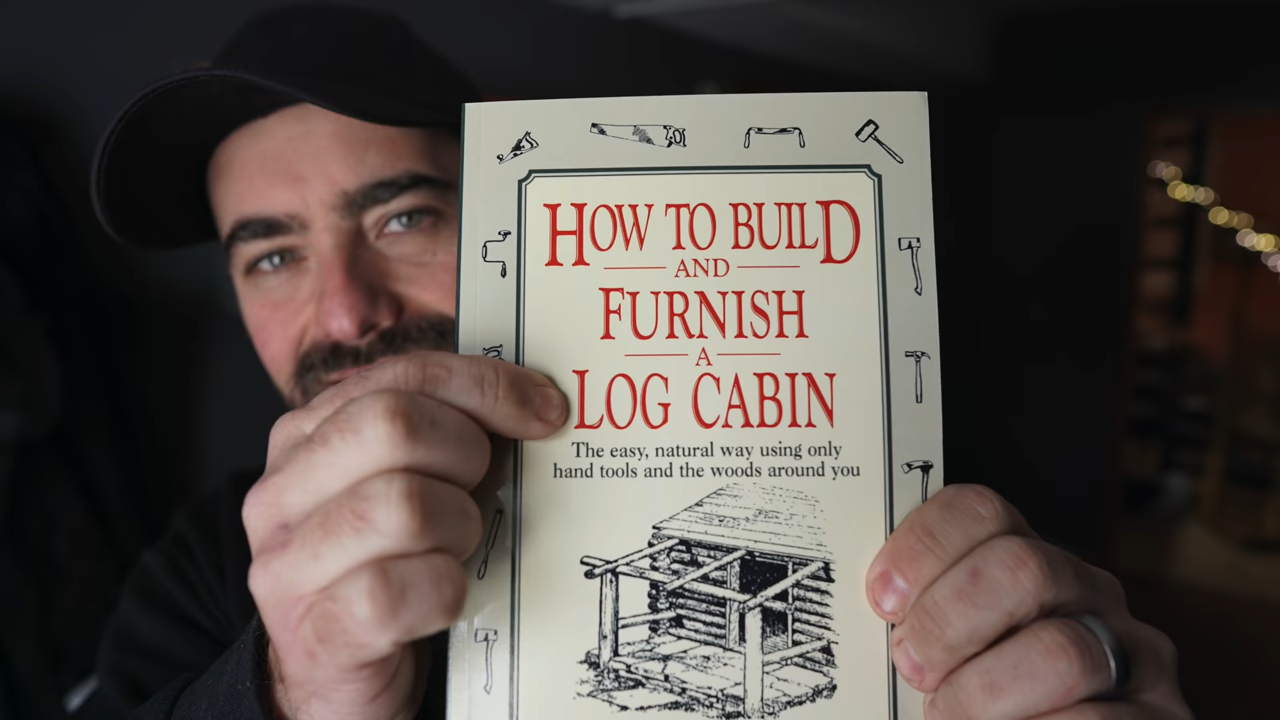 HOW TO BUILD
AND
FURNISH
A
LOG CABIN
The easy, natural way using only
hand tools and the woods around you